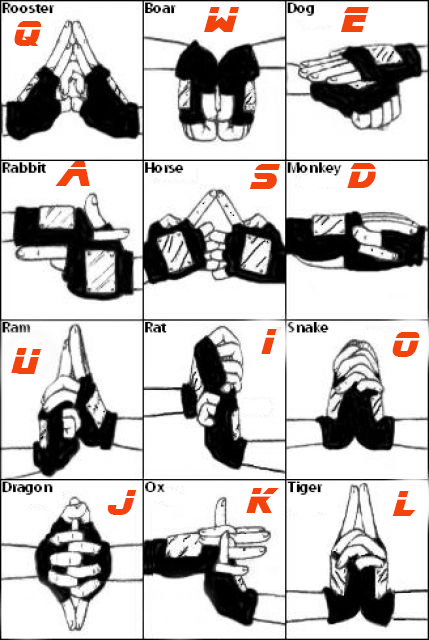 Rooster Q
Boar W
Dog E
Rabbit A
Horse S
Monkey D
Ram U
Rat I
Snake O
Dragon J
Ox K
Tiger L